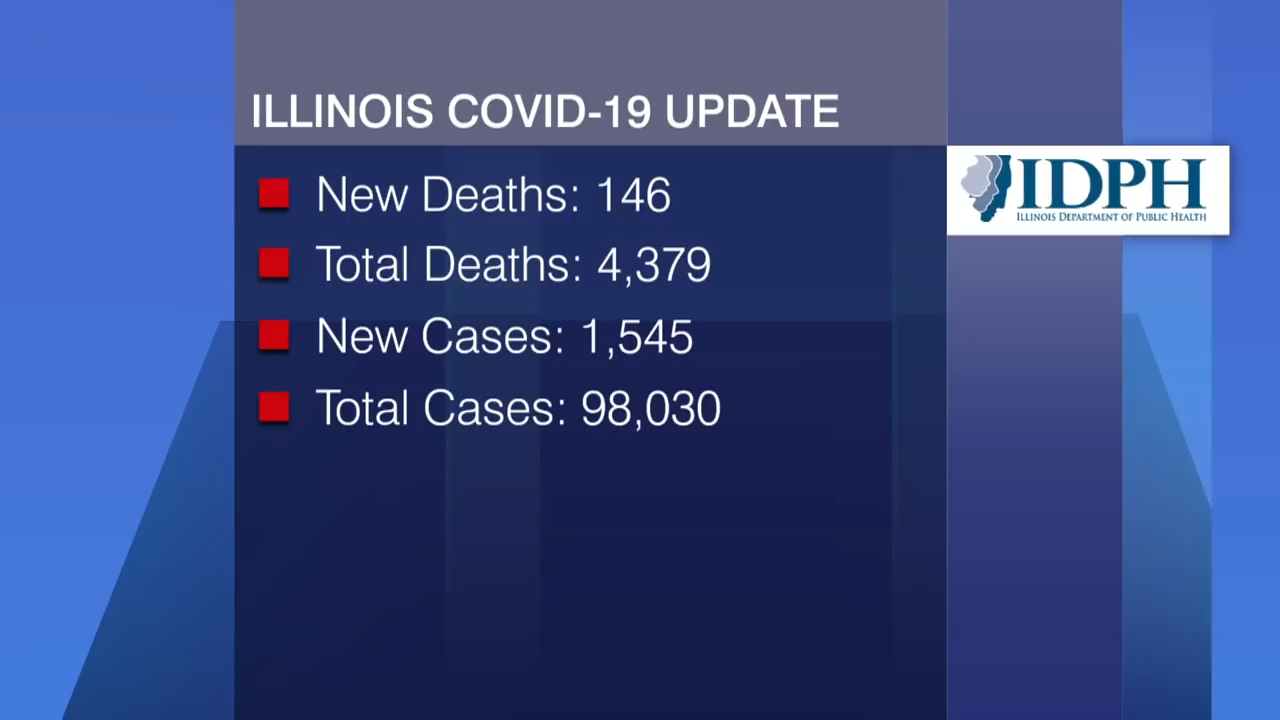 ILLINOIS COVID-19 UPDATE
New Deaths: 146
Total Deaths: 4,379
New Cases: 1,545
Total Cases: 98,030
IDPH
ILLINOIS DEPARTMENT OF PUBLIC HEALTH